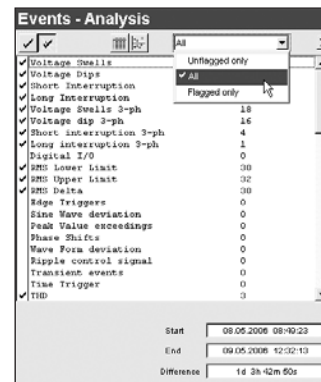 Events - Analysis
All
Unflagged only
All
Flagged only
Voltage Swells
Voltage Dips
Short Interruption
Long Interruption
Voltage Swells 3-ph 18
Voltage dip 3-ph 16
Short interruption 3-ph 4
Long interruption 3-ph 1
Digital I/O 0
RMS Lower Limit 30
RMS Upper Limit 32
RMS Delta 30
Edge Triggers 0
Sine Wave deviation 0
Peak Value exceedings 0
Phase Shifts 0
Wave Form deviation 0
Ripple control signal 0
Transient events 0
Time Trigger 0
THD 3
Start 08.05.2006 08:49:23
End 09.05.2006 12:32:13
Difference 1d 3h 42m 50s